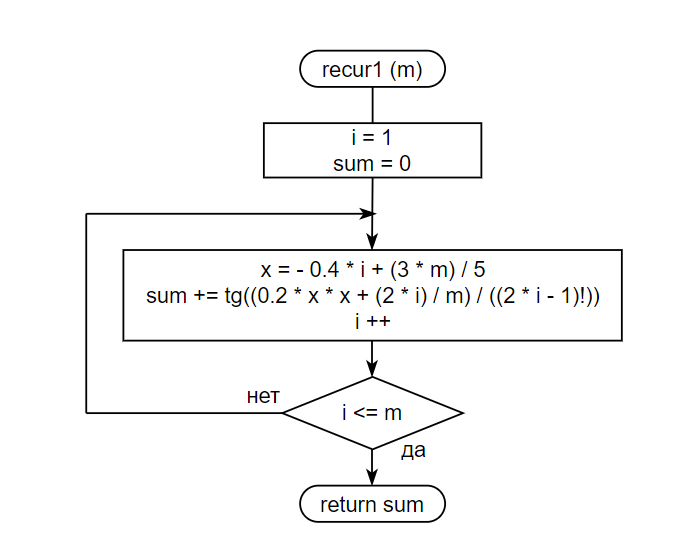 recur1 (m)
i = 1
sum = 0
x = - 0.4 * i + (3 * m) / 5
sum += tg((0.2 * x * x + (2 * i) / m) / ((2 * i - 1)!))
i ++
нет
i <= m
да
return sum